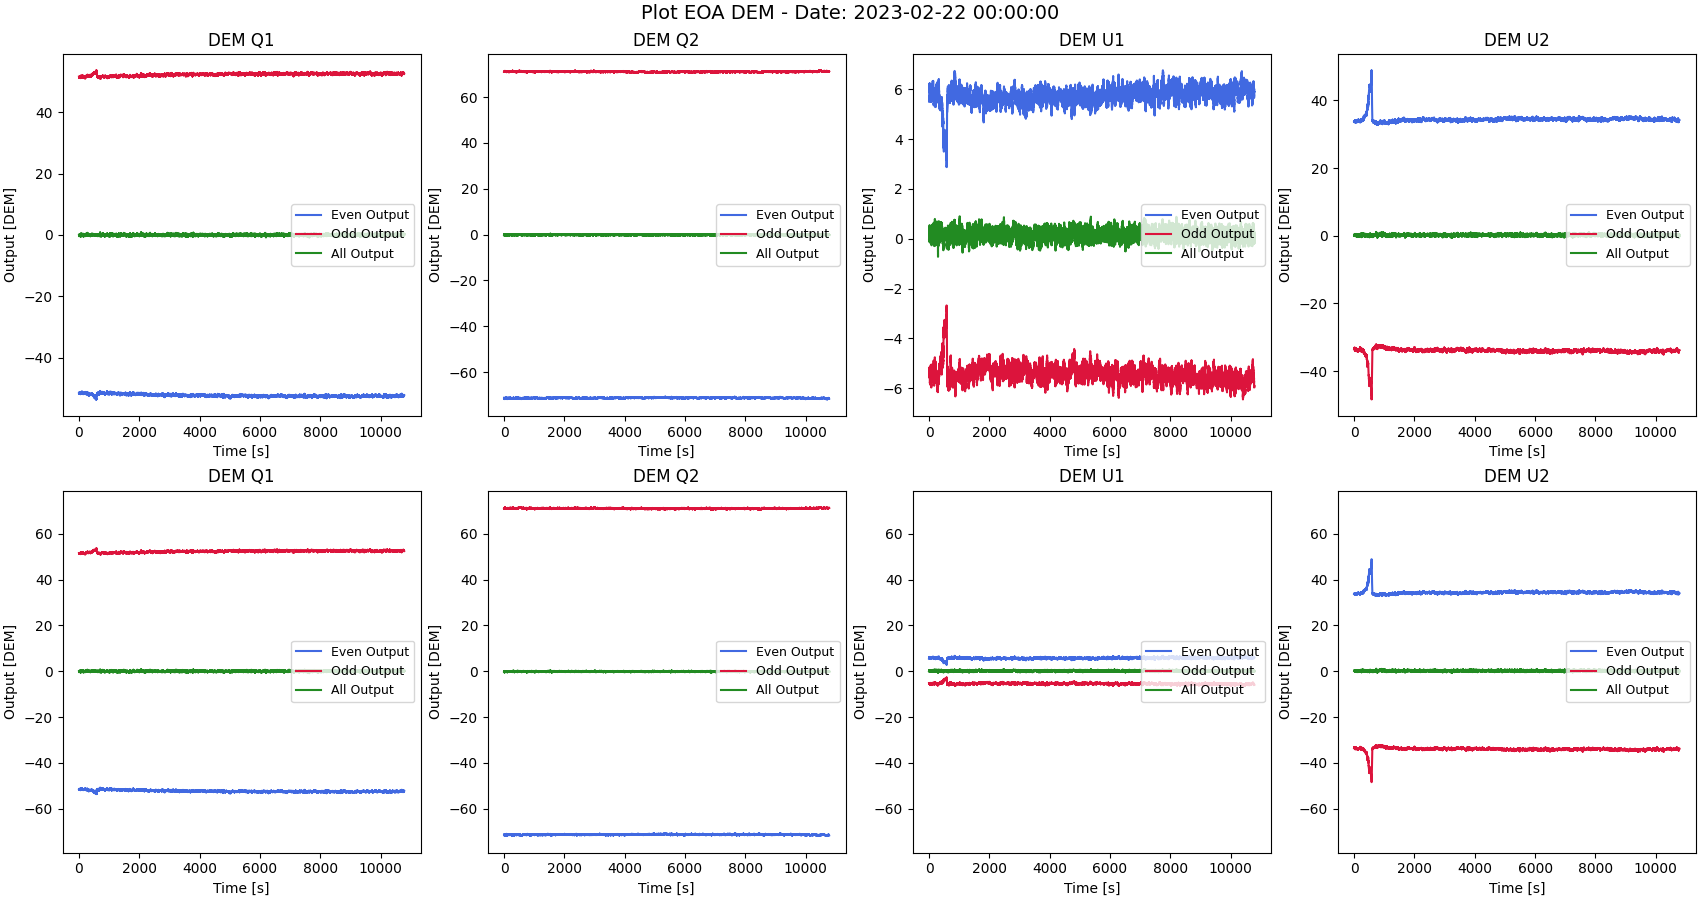 Plot EOA DEM - Date: 2023-02-22 00:00:00
DEM Q1
DEM Q2
DEM U1
DEM U2
Output [DEM]
40
20
0
−20
−40
Even Output
Odd Output
All Output
0 2000 4000 6000 8000 10000
Time [s]
Output [DEM]
60
40
20
0
−20
−40
−60
Even Output
Odd Output
All Output
0 2000 4000 6000 8000 10000
Time [s]
Output [DEM]
6
4
2
0
−2
−4
−6
Even Output
Odd Output
All Output
0 2000 4000 6000 8000 10000
Time [s]
Output [DEM]
40
20
0
−20
−40
Even Output
Odd Output
All Output
0 2000 4000 6000 8000 10000
Time [s]
DEM Q1
DEM Q2
DEM U1
DEM U2
Output [DEM]
60
40
20
0
−20
−40
−60
Even Output
Odd Output
All Output
0 2000 4000 6000 8000 10000
Time [s]
Output [DEM]
60
40
20
0
−20
−40
−60
Even Output
Odd Output
All Output
0 2000 4000 6000 8000 10000
Time [s]
Output [DEM]
60
40
20
0
−20
−40
−60
Even Output
Odd Output
All Output
0 2000 4000 6000 8000 10000
Time [s]
Output [DEM]
60
40
20
0
−20
−40
−60
Even Output
Odd Output
All Output
0 2000 4000 6000 8000 10000
Time [s]